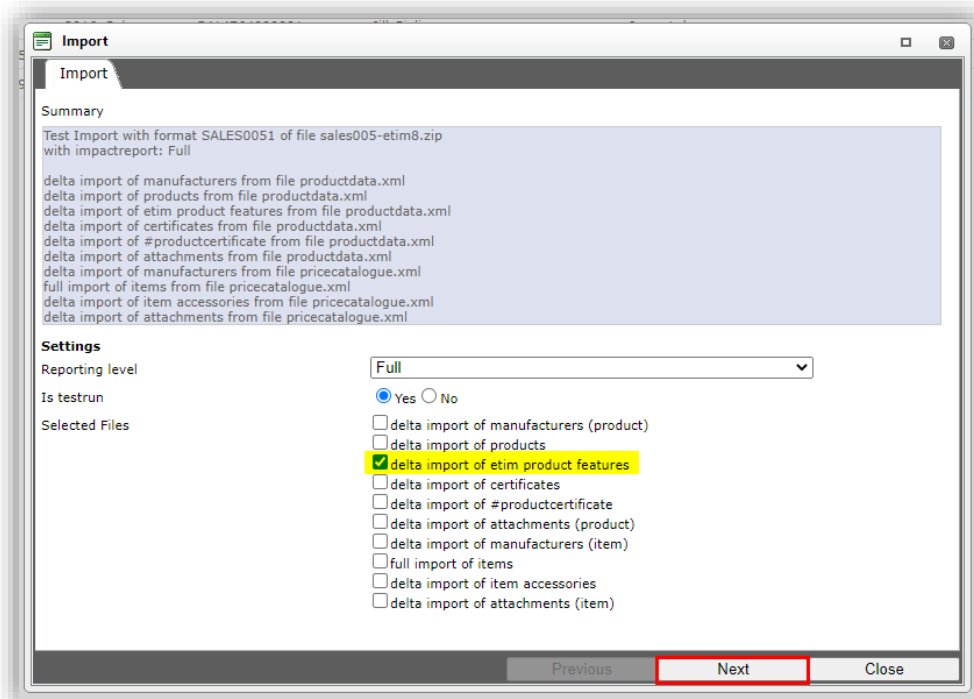 Import
Import
Summary
Test Import with format SALES0051 of file sales005-etim8.zip
with impactreport: Full
delta import of manufacturers from file productdata.xml
delta import of products from file productdata.xml
delta import of etim product features from file productdata.xml
delta import of certificates from file productdata.xml
delta import of #productcertificate from file productdata.xml
delta import of attachments from file productdata.xml
delta import of manufacturers from file pricecatalogue.xml
full import of items from file pricecatalogue.xml
delta import of item accessories from file pricecatalogue.xml
delta import of attachments from file pricecatalogue.xml
Settings
Reporting level Full
Is testrun Yes No
Selected Files delta import of manufacturers (product)
delta import of products
delta import of etim product features
delta import of certificates
delta import of #productcertificate
delta import of attachments (product)
delta import of manufacturers (item)
full import of items
delta import of item accessories
delta import of attachments (item)
Previous Next Close